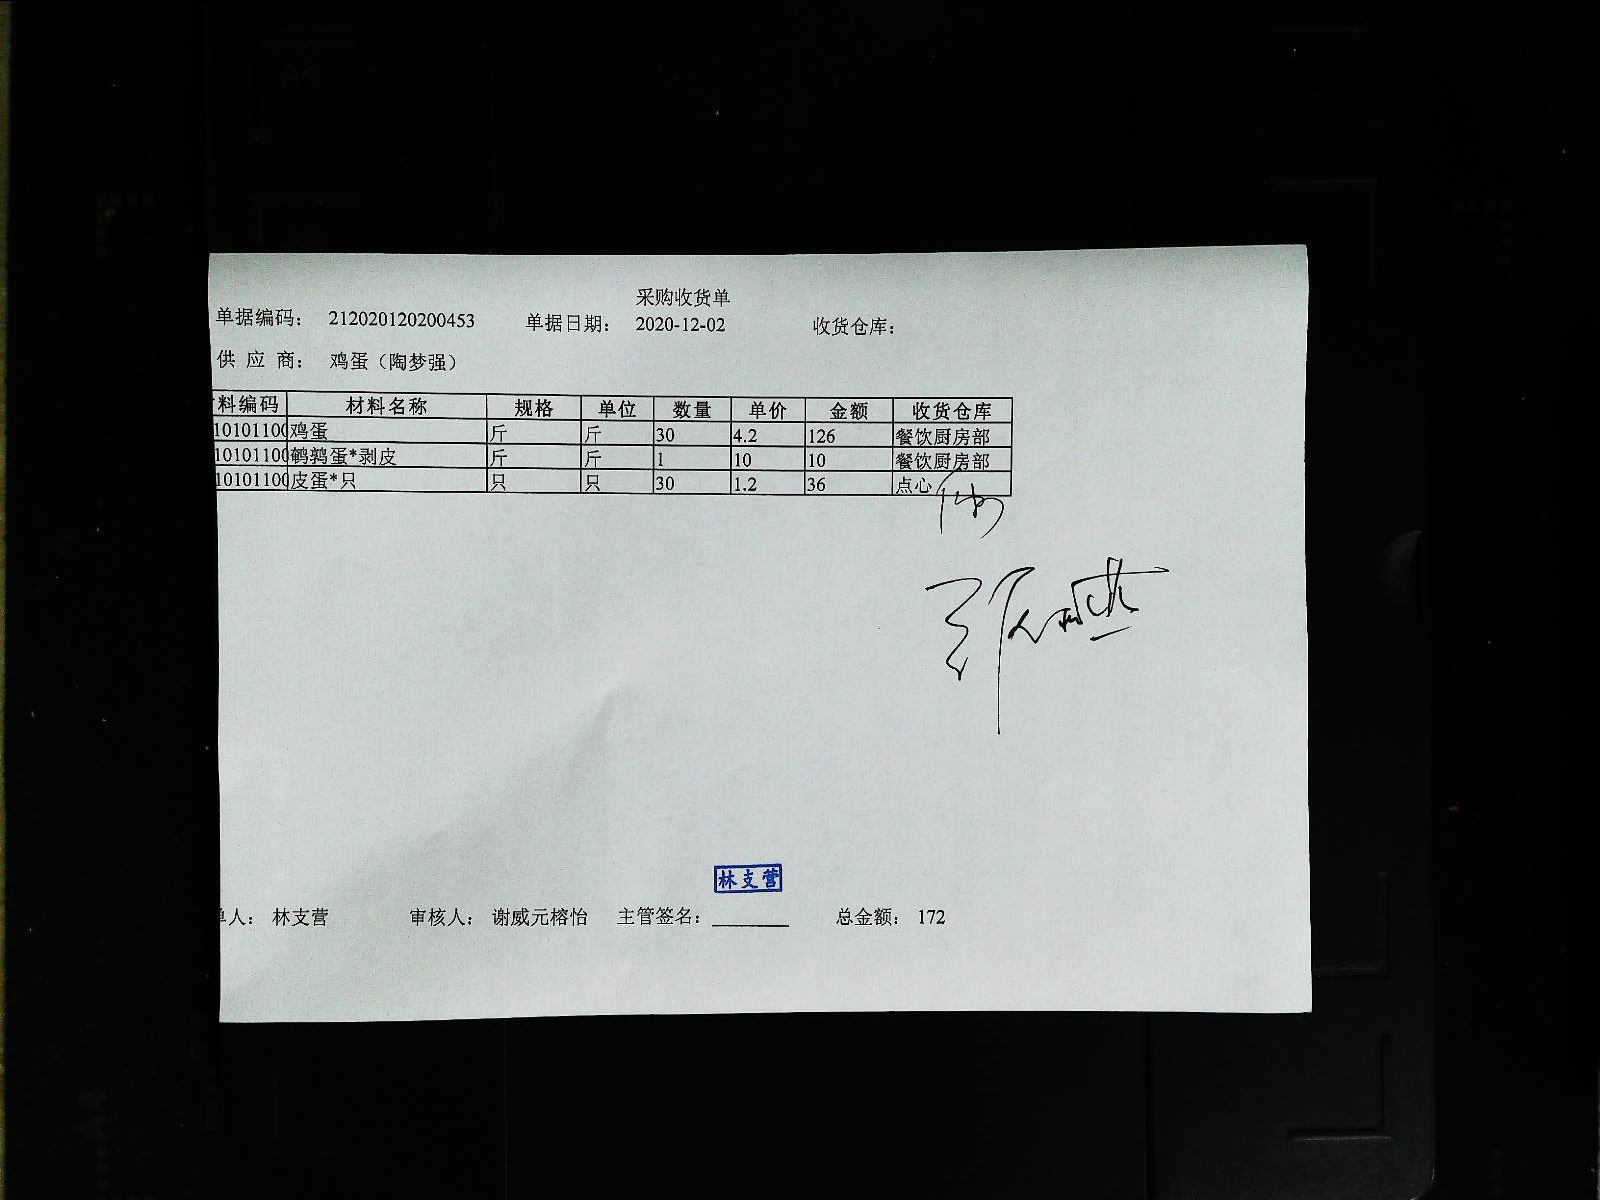 采购收货单
单据编码： 212020120200453 单据日期： 2020-12-02 收货仓库：
供 应 商： 鸡蛋（陶梦强）
料编码 材料名称 规格 单位 数量 单价 金额 收货仓库
10101100 鸡蛋 斤 斤 30 4.2 126 餐饮厨房部
10101100 鹌鹑蛋*剥皮 斤 斤 1 10 10 餐饮厨房部
10101100 皮蛋*只 只 只 30 1.2 36 点心
林支营
单人： 林支营 审核人： 谢威元榕怡 主管签名： 总金额： 172